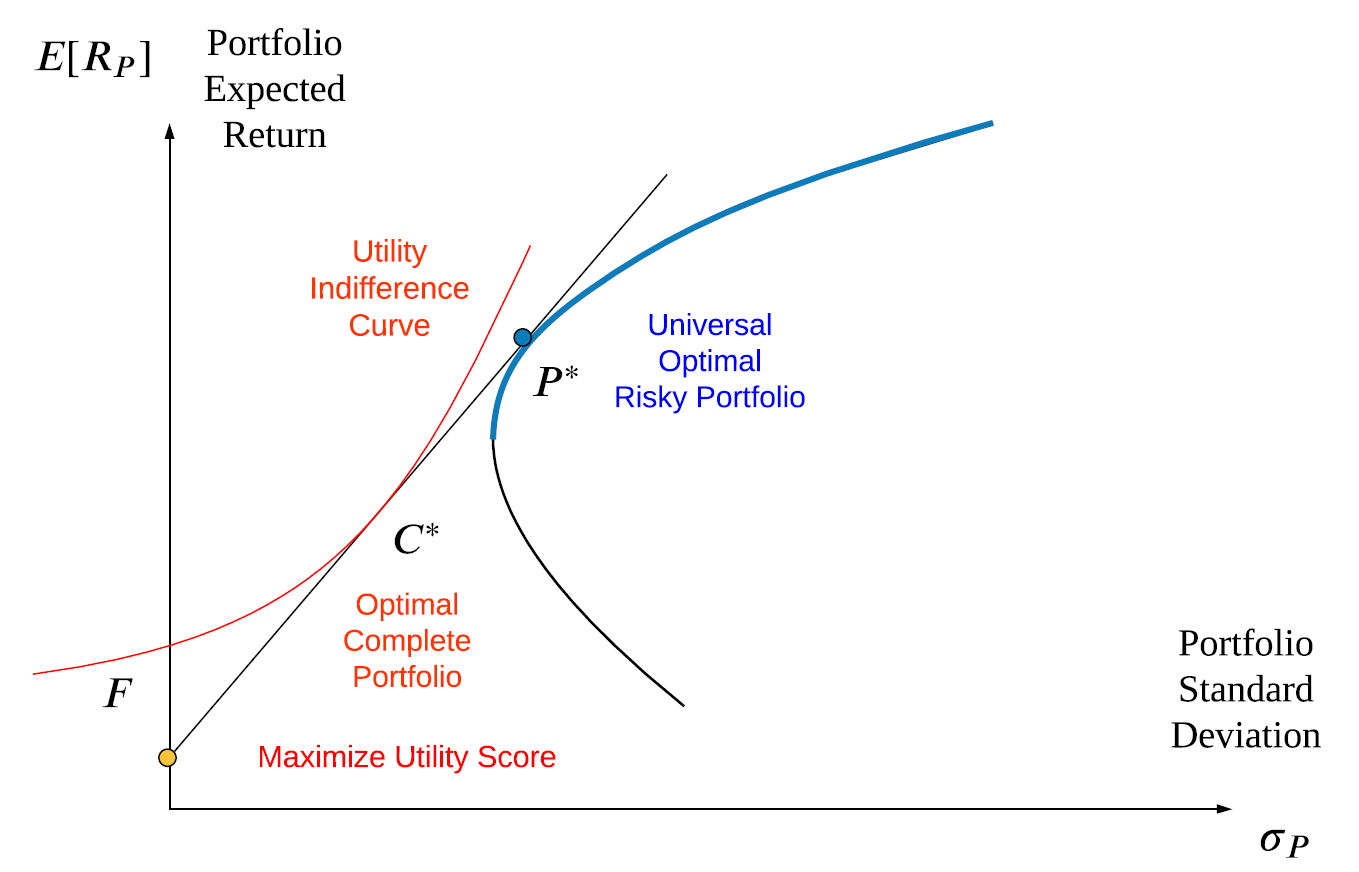 E[R_P]
Portfolio
Expected
Return
Utility
Indifference
Curve
Universal
Optimal
Risky Portfolio
P*
C*
Optimal
Complete
Portfolio
F
Maximize Utility Score
Portfolio
Standard
Deviation
σ_P